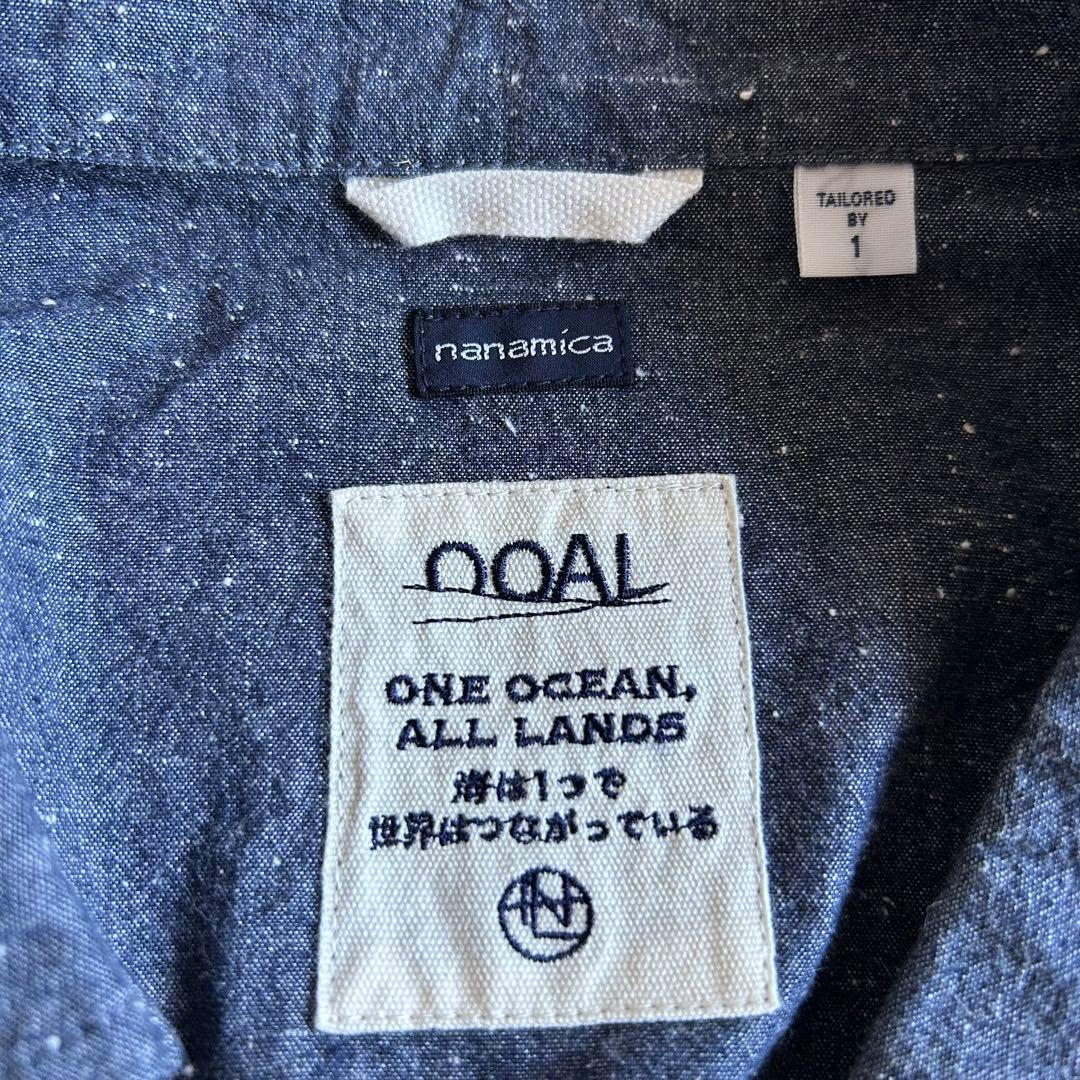 TAILORED
BY
1
nanamica
OOAL
ONE OCEAN,
ALL LANDS
海は1つで
世界はつながっている